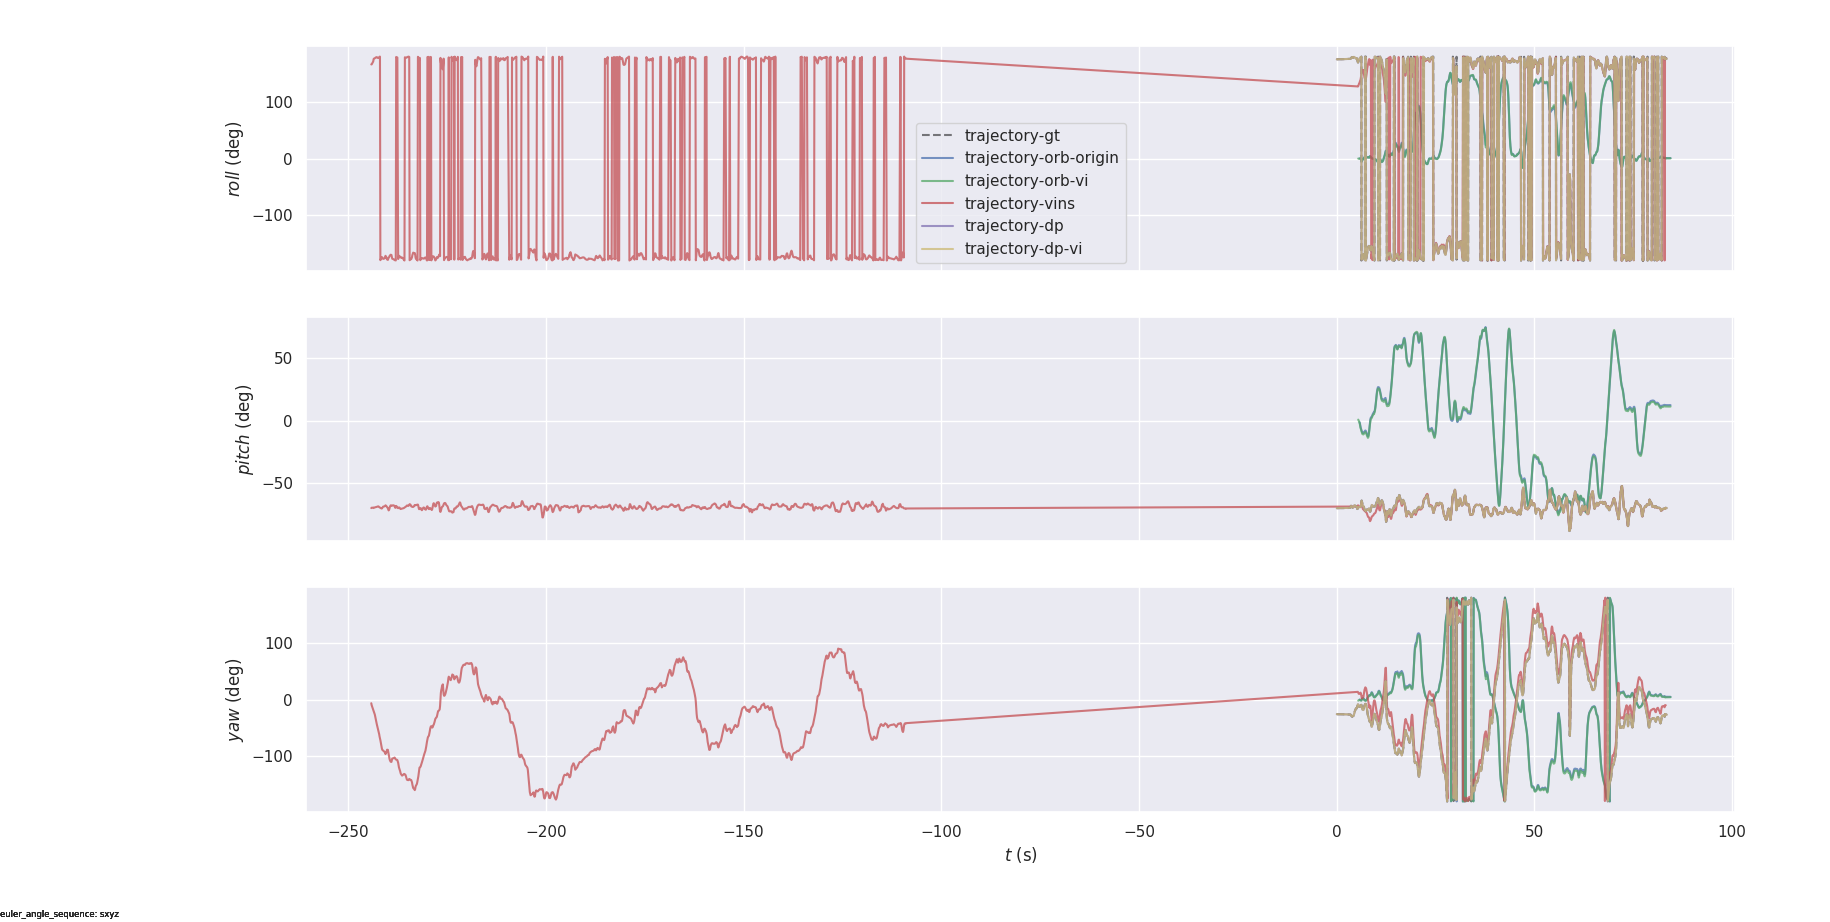 100
0
−100
roll (deg)
trajectory-gt
trajectory-orb-origin
trajectory-orb-vi
trajectory-vins
trajectory-dp
trajectory-dp-vi
50
0
−50
pitch (deg)
100
0
−100
yaw (deg)
−250 −200 −150 −100 −50 0 50 100
t (s)
euler_angle_sequence: sxyz